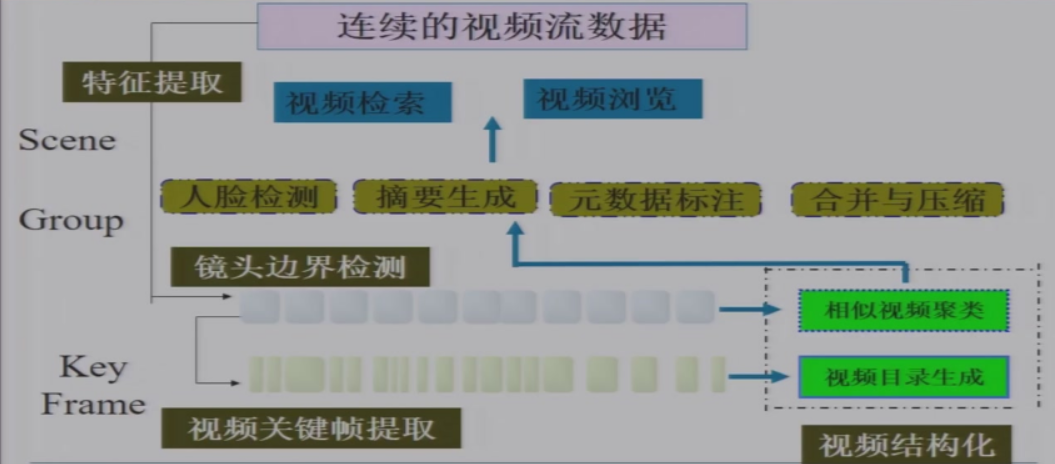 连续的视频流数据
特征提取
视频检索
视频浏览
Scene
人脸检测
摘要生成
元数据标注
合并与压缩
Group
镜头边界检测
相似视频聚类
Key
Frame
视频目录生成
视频关键帧提取
视频结构化